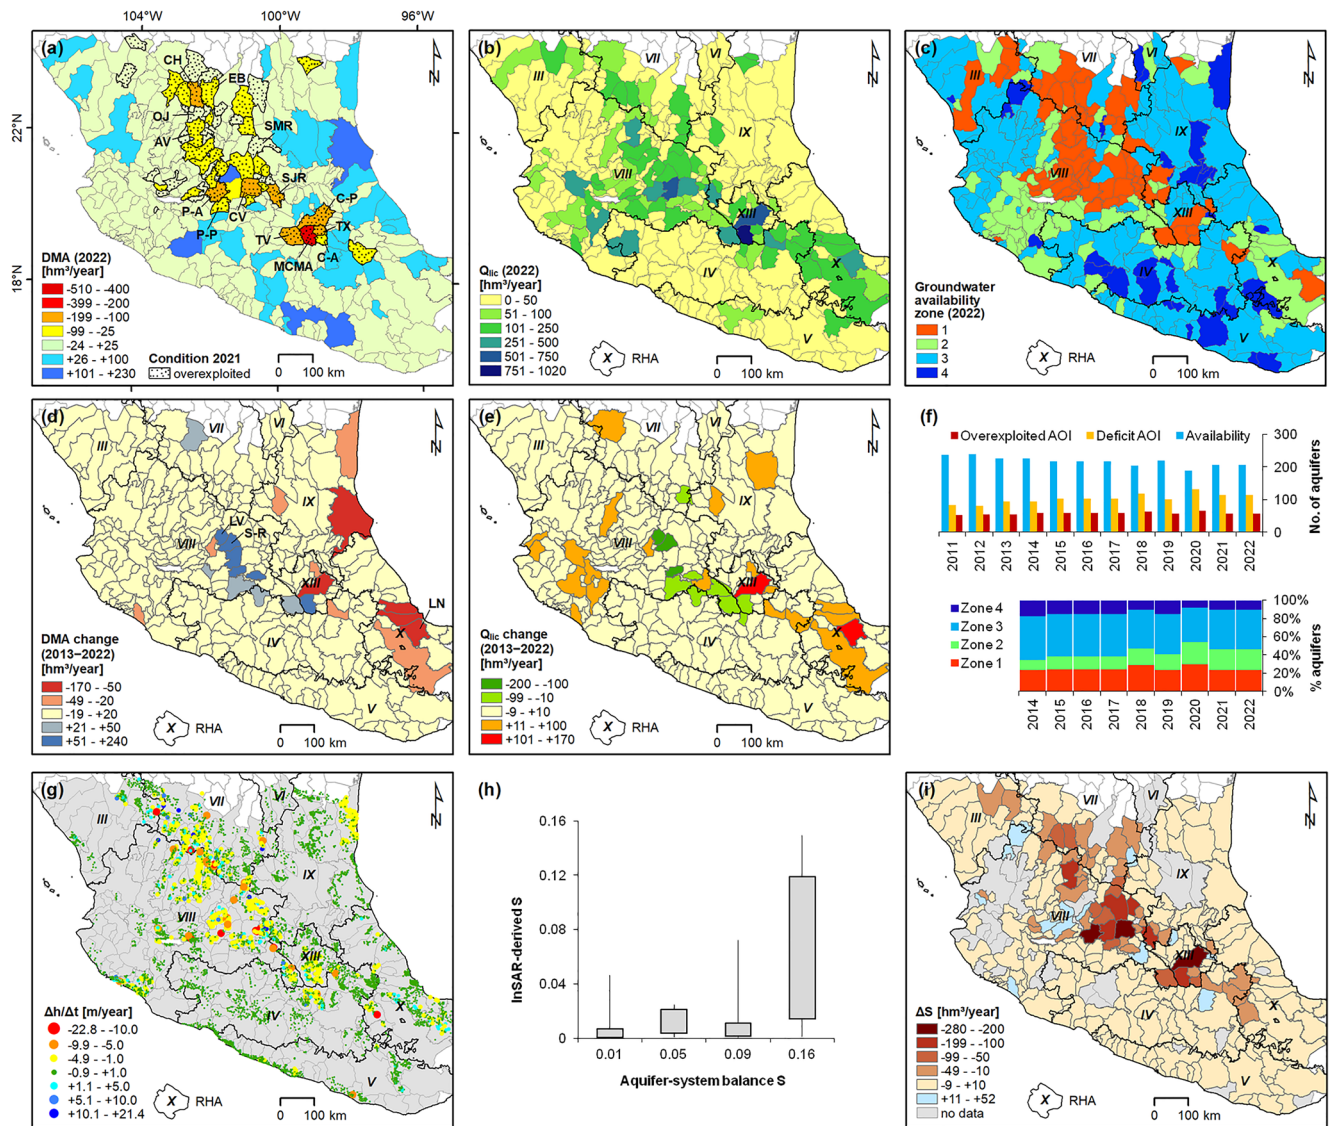 104°W
100°W
96°W
22°N
18°N
(a)
CH
EB
OJ
AV
SMR
SJR
C-P
P-A
CV
P-P
TV
TX
C-A
MCMA
N
DMA (2022)
[hm³/year]
-510 - -400
-399 - -200
-199 - -100
-99 - -25
-24 - +25
+26 - +100
+101 - +230
Condition 2021
overexploited
0 100 km
(b)
III
VII
VI
IX
VIII
XIII
IV
X
V
N
Qlic (2022)
[hm³/year]
0 - 50
51 - 100
101 - 250
251 - 500
501 - 750
751 - 1020
X RHA
0 100 km
(c)
III
VII
VI
IX
VIII
XIII
IV
X
V
N
Groundwater
availability
zone (2022)
1
2
3
4
X RHA
0 100 km
(d)
III
VII
VI
IX
LV
S-R
VIII
XIII
LN
X
IV
V
N
DMA change
(2013–2022)
[hm³/year]
-170 - -50
-49 - -20
-19 - +20
+21 - +50
+51 - +240
X RHA
0 100 km
(e)
III
VII
VI
IX
VIII
XIII
X
IV
V
N
Qlic change
(2013–2022)
[hm³/year]
-200 - -100
-99 - -10
-9 - +10
+11 - +100
+101 - +170
X RHA
0 100 km
(f)
Overexploited AOI Deficit AOI Availability
300
200
100
0
No. of aquifers
2011 2012 2013 2014 2015 2016 2017 2018 2019 2020 2021 2022
Zone 4
Zone 3
Zone 2
Zone 1
100%
80%
60%
40%
20%
0%
% aquifers
2014 2015 2016 2017 2018 2019 2020 2021 2022
(g)
III
VII
VI
IX
VIII
XIII
X
IV
V
N
Δh/Δt [m/year]
-22.8 - -10.0
-9.9 - -5.0
-4.9 - -1.0
-0.9 - +1.0
+1.1 - +5.0
+5.1 - +10.0
+10.1 - +21.4
X RHA
0 100 km
(h)
InSAR-derived S
0.16
0.12
0.08
0.04
0
0.01 0.05 0.09 0.16
Aquifer-system balance S
(i)
III
VII
VI
IX
VIII
XIII
X
IV
V
N
ΔS [hm³/year]
-280 - -200
-199 - -100
-99 - -50
-49 - -10
-9 - +10
+11 - +52
no data
X RHA
0 100 km